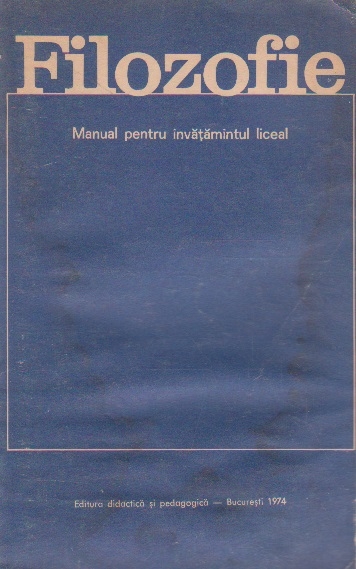 Filozofie
Manual pentru învățămîntul liceal
Editura didactică și pedagogică — București 1974